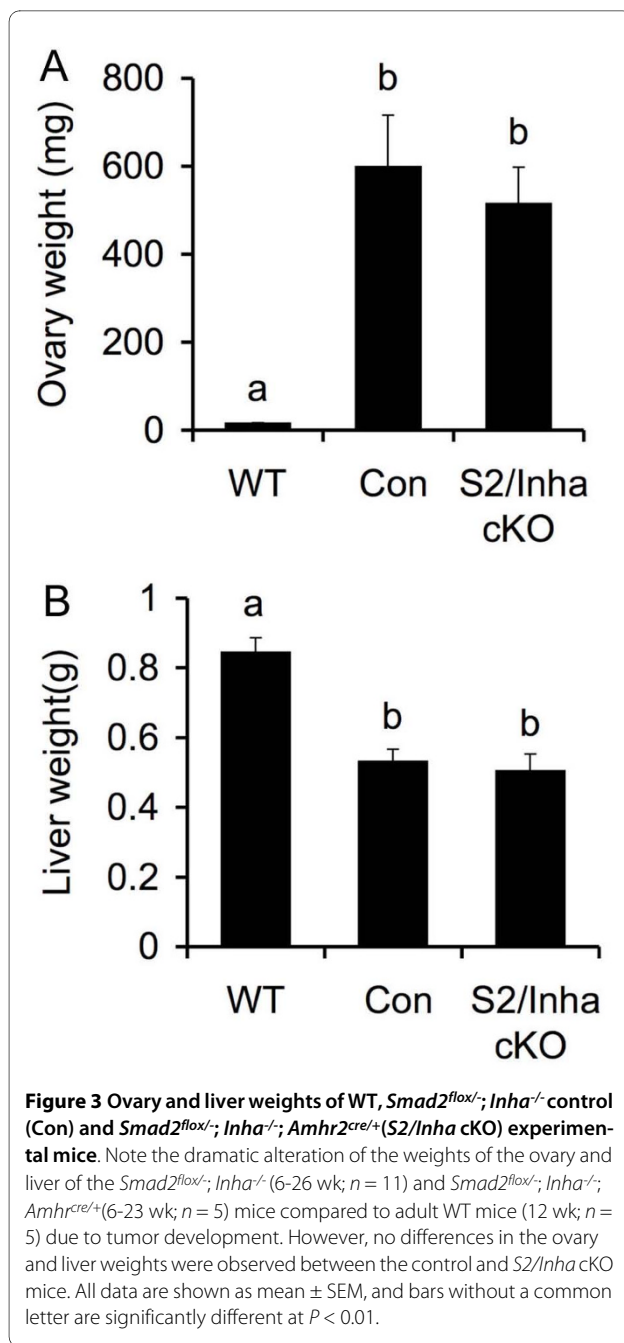 A
Ovary weight (mg)
800
600
400
200
0
a
b
b
WT Con S2/Inha
cKO
B
Liver weight(g)
1
0.8
0.6
0.4
0.2
0
a
b
b
WT Con S2/Inha
cKO
Figure 3 Ovary and liver weights of WT, Smad2flox/-; Inha-/- control
(Con) and Smad2flox/-; Inha-/-; Amhr2cre/+(S2/Inha cKO) experimen-
tal mice. Note the dramatic alteration of the weights of the ovary and
liver of the Smad2flox/-; Inha-/- (6-26 wk; n = 11) and Smad2flox/-; Inha-/-;
Amhrcre/+(6-23 wk; n = 5) mice compared to adult WT mice (12 wk; n =
5) due to tumor development. However, no differences in the ovary
and liver weights were observed between the control and S2/Inha cKO
mice. All data are shown as mean ± SEM, and bars without a common
letter are significantly different at P < 0.01.